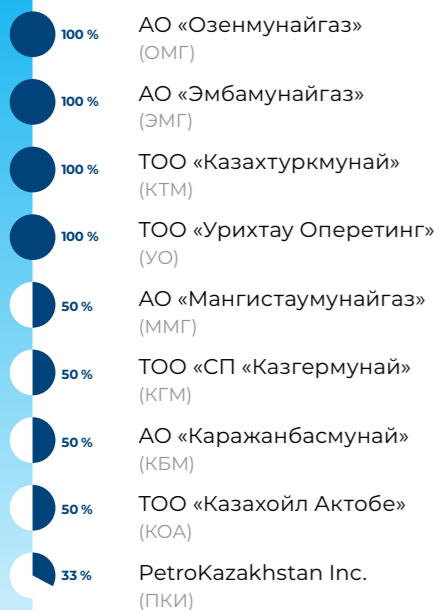 100 %
АО «Озенмунайгаз»
(ОМГ)
100 %
АО «Эмбамунайгаз»
(ЭМГ)
100 %
ТОО «Казахтуркмунай»
(КТМ)
100 %
ТОО «Урихтау Оперетинг»
(УО)
50 %
АО «Мангистаумунайгаз»
(ММГ)
50 %
ТОО «СП «Казгермунай»
(КГМ)
50 %
АО «Каражанбасмунай»
(КБМ)
50 %
ТОО «Казахойл Актобе»
(КОА)
33 %
PetroKazakhstan Inc.
(ПКИ)